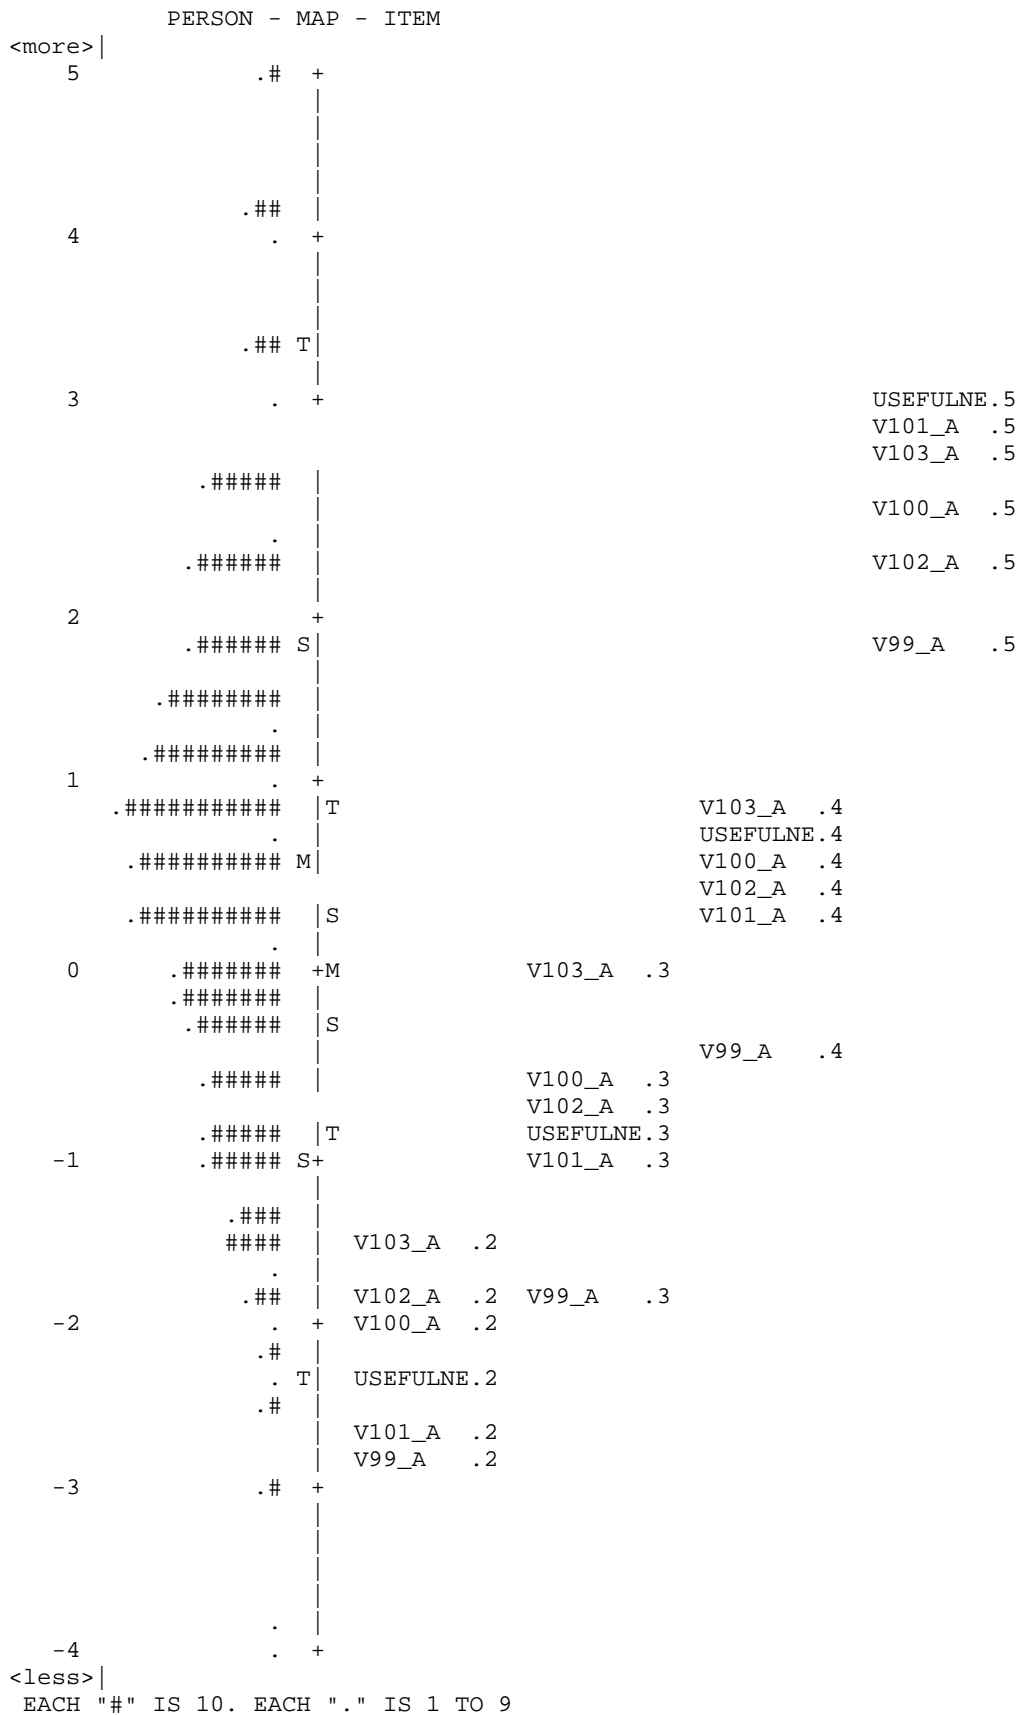 PERSON - MAP - ITEM
<more>|
    5            .#  +
                     |
                     |
                     |
                     |
                .##  |
    4             .  +
                     |
                     |
                     |
                .## T|
                     |
    3             .  +                                    USEFULNE.5
                                                          V101_A  .5
                                                          V103_A  .5
             .#####  |
                     |                                    V100_A  .5
                  .  |
            .######  |                                    V102_A  .5
                     |
    2                +
            .###### S|                                    V99_A   .5
                     |
          .########  |
                  .  |
         .#########  |
    1             .  +
       .###########  |T                       V103_A  .4
                  .  |                        USEFULNE.4
        .########## M|                        V100_A  .4
                                              V102_A  .4
        .##########  |S                       V101_A  .4
                  .  |
    0      .#######  +M            V103_A  .3
           .#######  |
            .######  |S
                     |                        V99_A   .4
             .#####  |             V100_A  .3
                                   V102_A  .3
             .#####  |T            USEFULNE.3
   -1        .##### S+             V101_A  .3
                     |
               .###  |
               ####  |  V103_A  .2
                  .  |
                .##  |  V102_A  .2  V99_A   .3
   -2             .  +  V100_A  .2
                 .#  |
                  . T|  USEFULNE.2
                 .#  |
                     |  V101_A  .2
                     |  V99_A   .2
   -3            .#  +
                     |
                     |
                     |
                     |
                  .  |
   -4             .  +
<less>|
 EACH "#" IS 10. EACH "." IS 1 TO 9